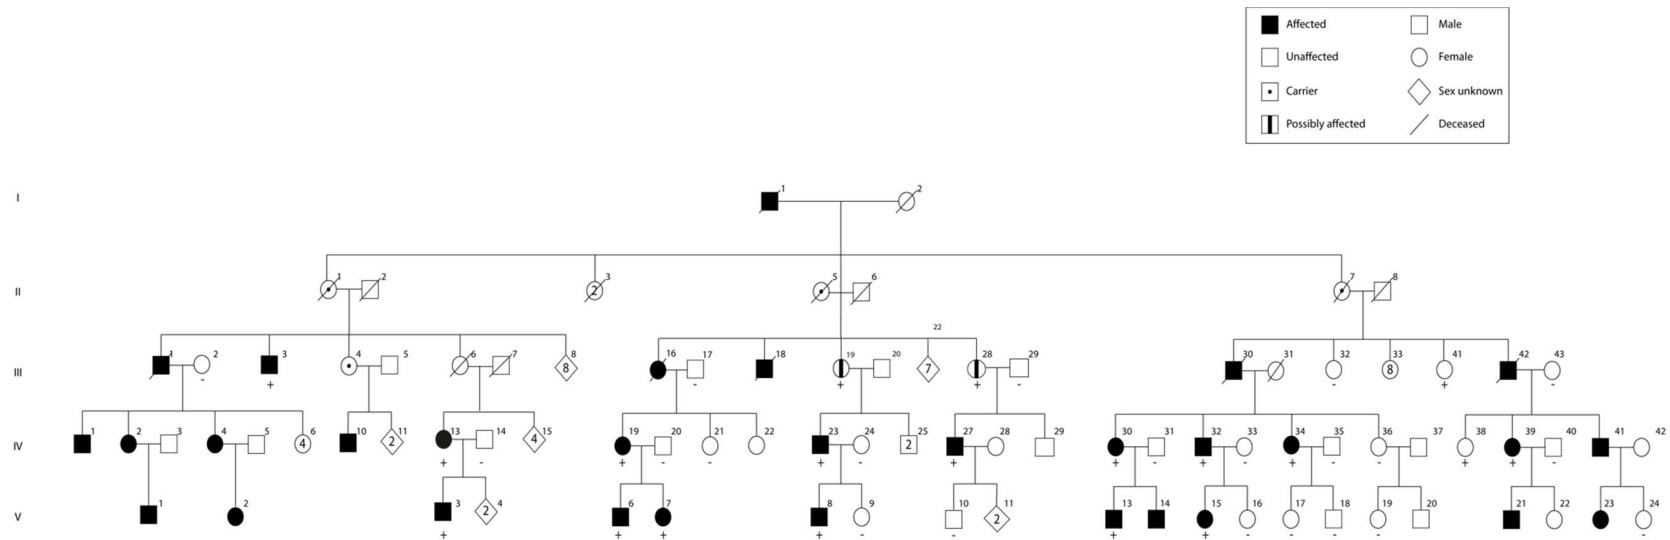 Affected Male
Unaffected Female
Carrier Sex unknown
Possibly affected Deceased
I 1 2
II 1 2 2 3 5 6 7 8
22
III 1 2 3 4 5 6 7 8 8 16 17 18 19 20 7 28 29 30 31 32 8 33 41 42 43
- + + + - - + -
IV 1 2 3 4 5 4 6 10 2 11 13 14 4 15 19 20 21 22 23 24 2 25 27 28 29 30 31 32 33 34 35 36 37 38 39 40 41 42
+ - + - - + - + + - + - + - - + + - -
V 1 2 3 2 4 6 7 8 9 10 2 11 13 14 15 16 17 18 19 20 21 22 23 24
+ + + + - - + + - - - - -